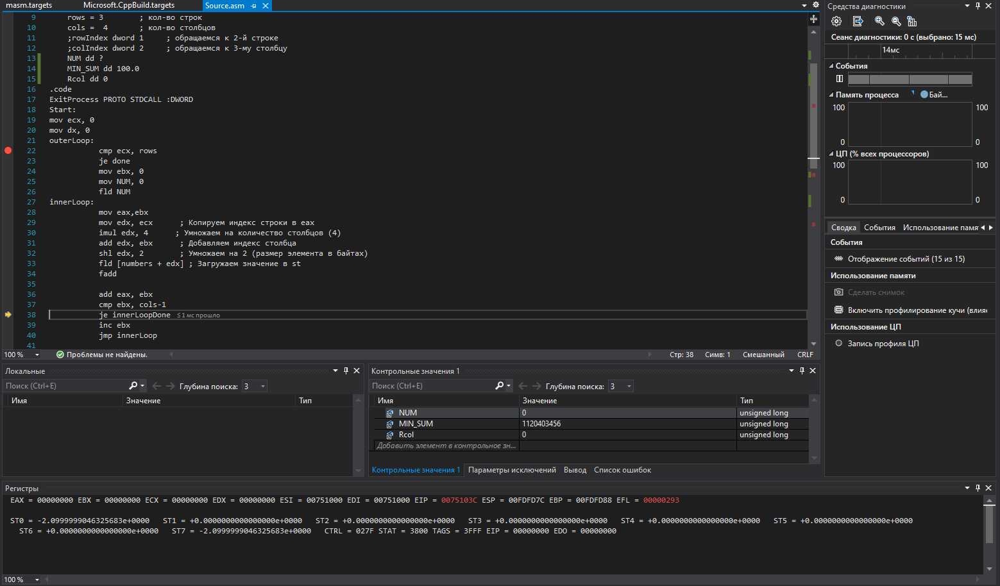 masm.targets Microsoft.CppBuild.targets Source.asm
9 rows = 3 ; кол-во строк
10 cols = 4 ; кол-во столбцов
11 ;rowIndex dword 1 ; обращаемся к 2-й строке
12 ;colIndex dword 2 ; обращаемся к 3-му столбцу
13 NUM dd ?
14 MIN_SUM dd 100.0
15 Rcol dd 0
16 .code
17 ExitProcess PROTO STDCALL :DWORD
18 Start:
19 mov ecx, 0
20 mov dx, 0
21 outerLoop:
22 cmp ecx, rows
23 je done
24 mov ebx, 0
25 mov NUM, 0
26 fld NUM
27 innerLoop:
28 mov eax,ebx
29 mov edx, ecx ; Копируем индекс строки в eax
30 imul edx, 4 ; Умножаем на количество столбцов (4)
31 add edx, ebx ; Добавляем индекс столбца
32 shl edx, 2 ; Умножаем на 2 (размер элемента в байтах)
33 fld [numbers + edx] ; Загружаем значение в st
34 fadd
35
36 add eax, ebx
37 cmp ebx, cols-1
38 je innerLoopDone ≤ 1 мс прошло
39 inc ebx
40 jmp innerLoop
41
100 % Проблемы не найдены. Стр: 38 Симв: 1 Смешанный CRLF
Средства диагностики
Сеанс диагностики: 0 с (выбрано: 15 мс)
14мс
События
Память процесса Бай...
100 100
0 0
ЦП (% всех процессоров)
100 100
0 0
Сводка События Использование памя
События
Отображение событий (15 из 15)
Использование памяти
Сделать снимок
Включить профилирование кучи (влияе
Использование ЦП
Запись профиля ЦП
Локальные
Поиск (Ctrl+E) Глубина поиска: 3
Имя Значение Тип
Контрольные значения 1
Поиск (Ctrl+E) Глубина поиска: 3
Имя Значение Тип
NUM 0 unsigned long
MIN_SUM 1120403456 unsigned long
Rcol 0 unsigned long
Добавить элемент в контрольное зн...
Контрольные значения 1 Параметры исключений Вывод Список ошибок
Регистры
EAX = 00000000 EBX = 00000000 ECX = 00000000 EDX = 00000000 ESI = 00751000 EDI = 00751000 EIP = 0075103C ESP = 00FDFD7C EBP = 00FDFD88 EFL = 00000293
ST0 = -2.0999999046325683e+0000 ST1 = +0.0000000000000000e+0000 ST2 = +0.0000000000000000e+0000 ST3 = +0.0000000000000000e+0000 ST4 = +0.0000000000000000e+0000 ST5 = +0.0000000000000000e+0000
ST6 = +0.0000000000000000e+0000 ST7 = -2.0999999046325683e+0000 CTRL = 027F STAT = 3800 TAGS = 3FFF EIP = 00000000 EDO = 00000000
100 %